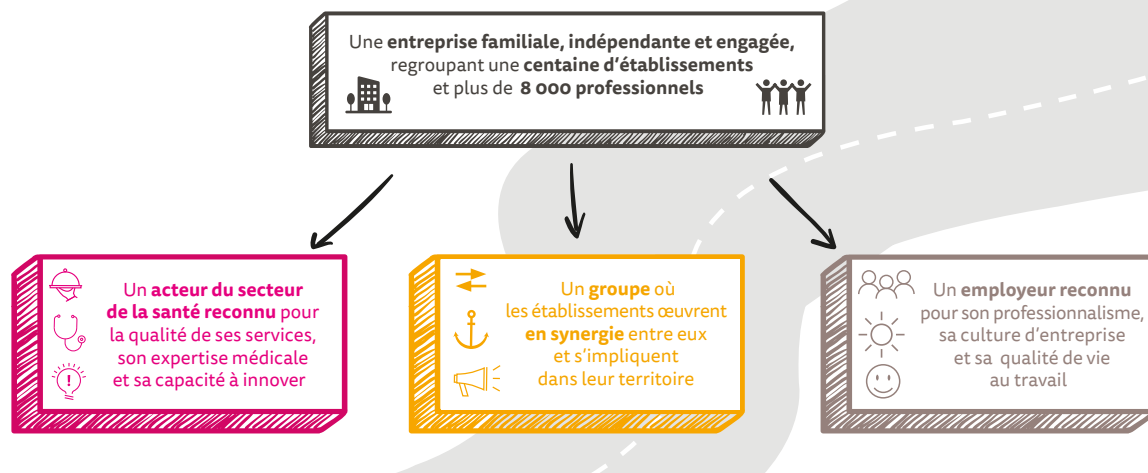 Une entreprise familiale, indépendante et engagée,
regroupant une centaine d'établissements
et plus de 8 000 professionnels
Un acteur du secteur
de la santé reconnu pour
la qualité de ses services,
son expertise médicale
et sa capacité à innover
Un groupe où
les établissements œuvrent
en synergie entre eux
et s'impliquent
dans leur territoire
Un employeur reconnu
pour son professionnalisme,
sa culture d'entreprise
et sa qualité de vie
au travail